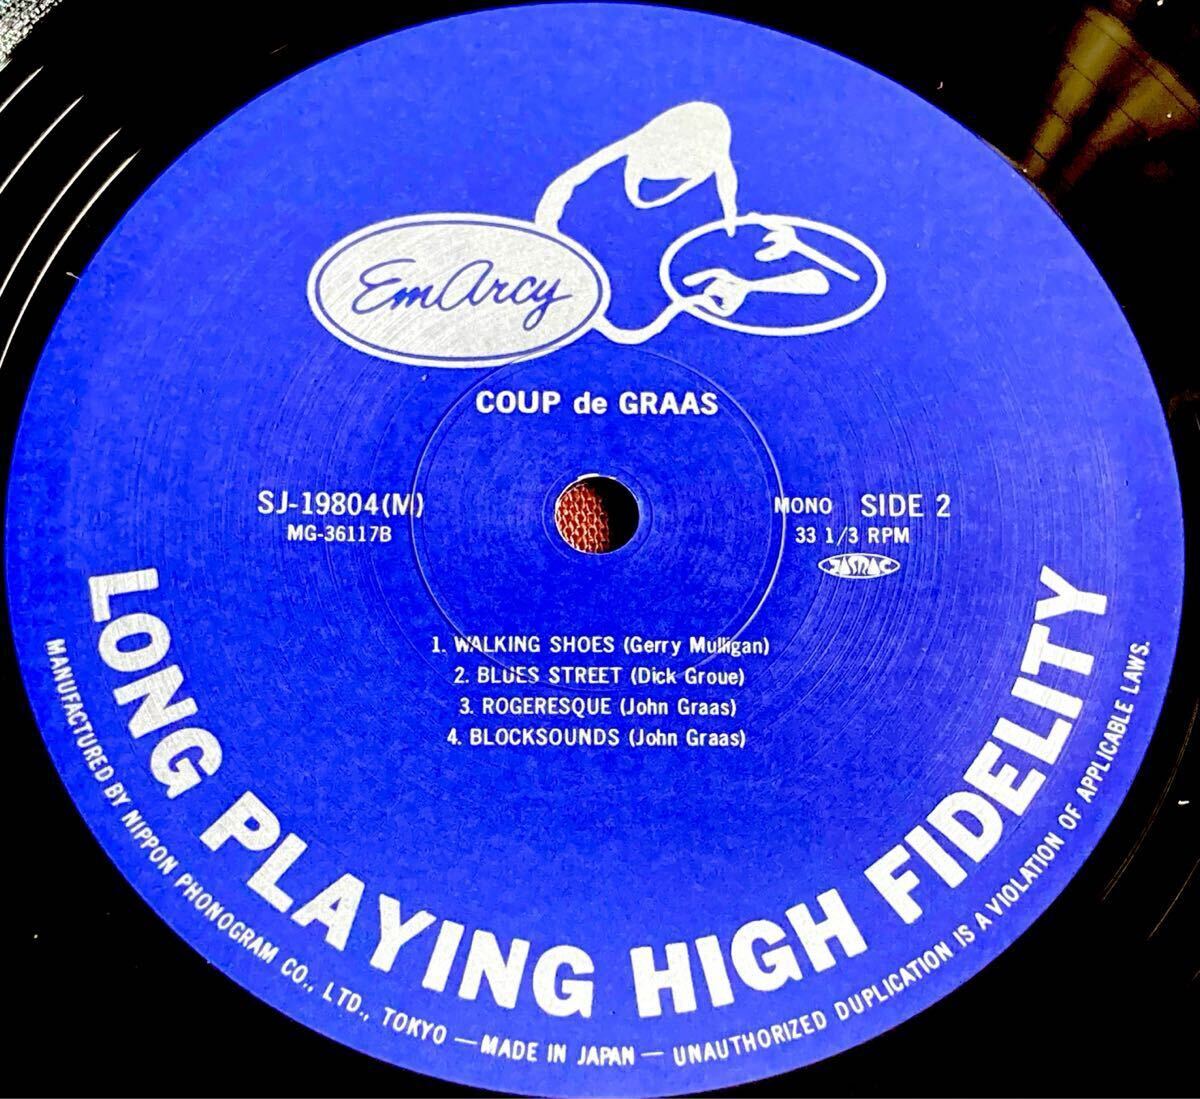 EmArcy
COUP de GRAAS
SJ-19804(M)
MG-36117B
MONO SIDE 2
33 1/3 RPM
JASRAC
1. WALKING SHOES (Gerry Mulligan)
2. BLUES STREET (Dick Groue)
3. ROGERESQUE (John Graas)
4. BLOCKSOUNDS (John Graas)
LONG PLAYING HIGH FIDELITY
MANUFACTURED BY NIPPON PHONOGRAM CO., LTD., TOKYO — MADE IN JAPAN — UNAUTHORIZED DUPLICATION IS A VIOLATION OF APPLICABLE LAWS.